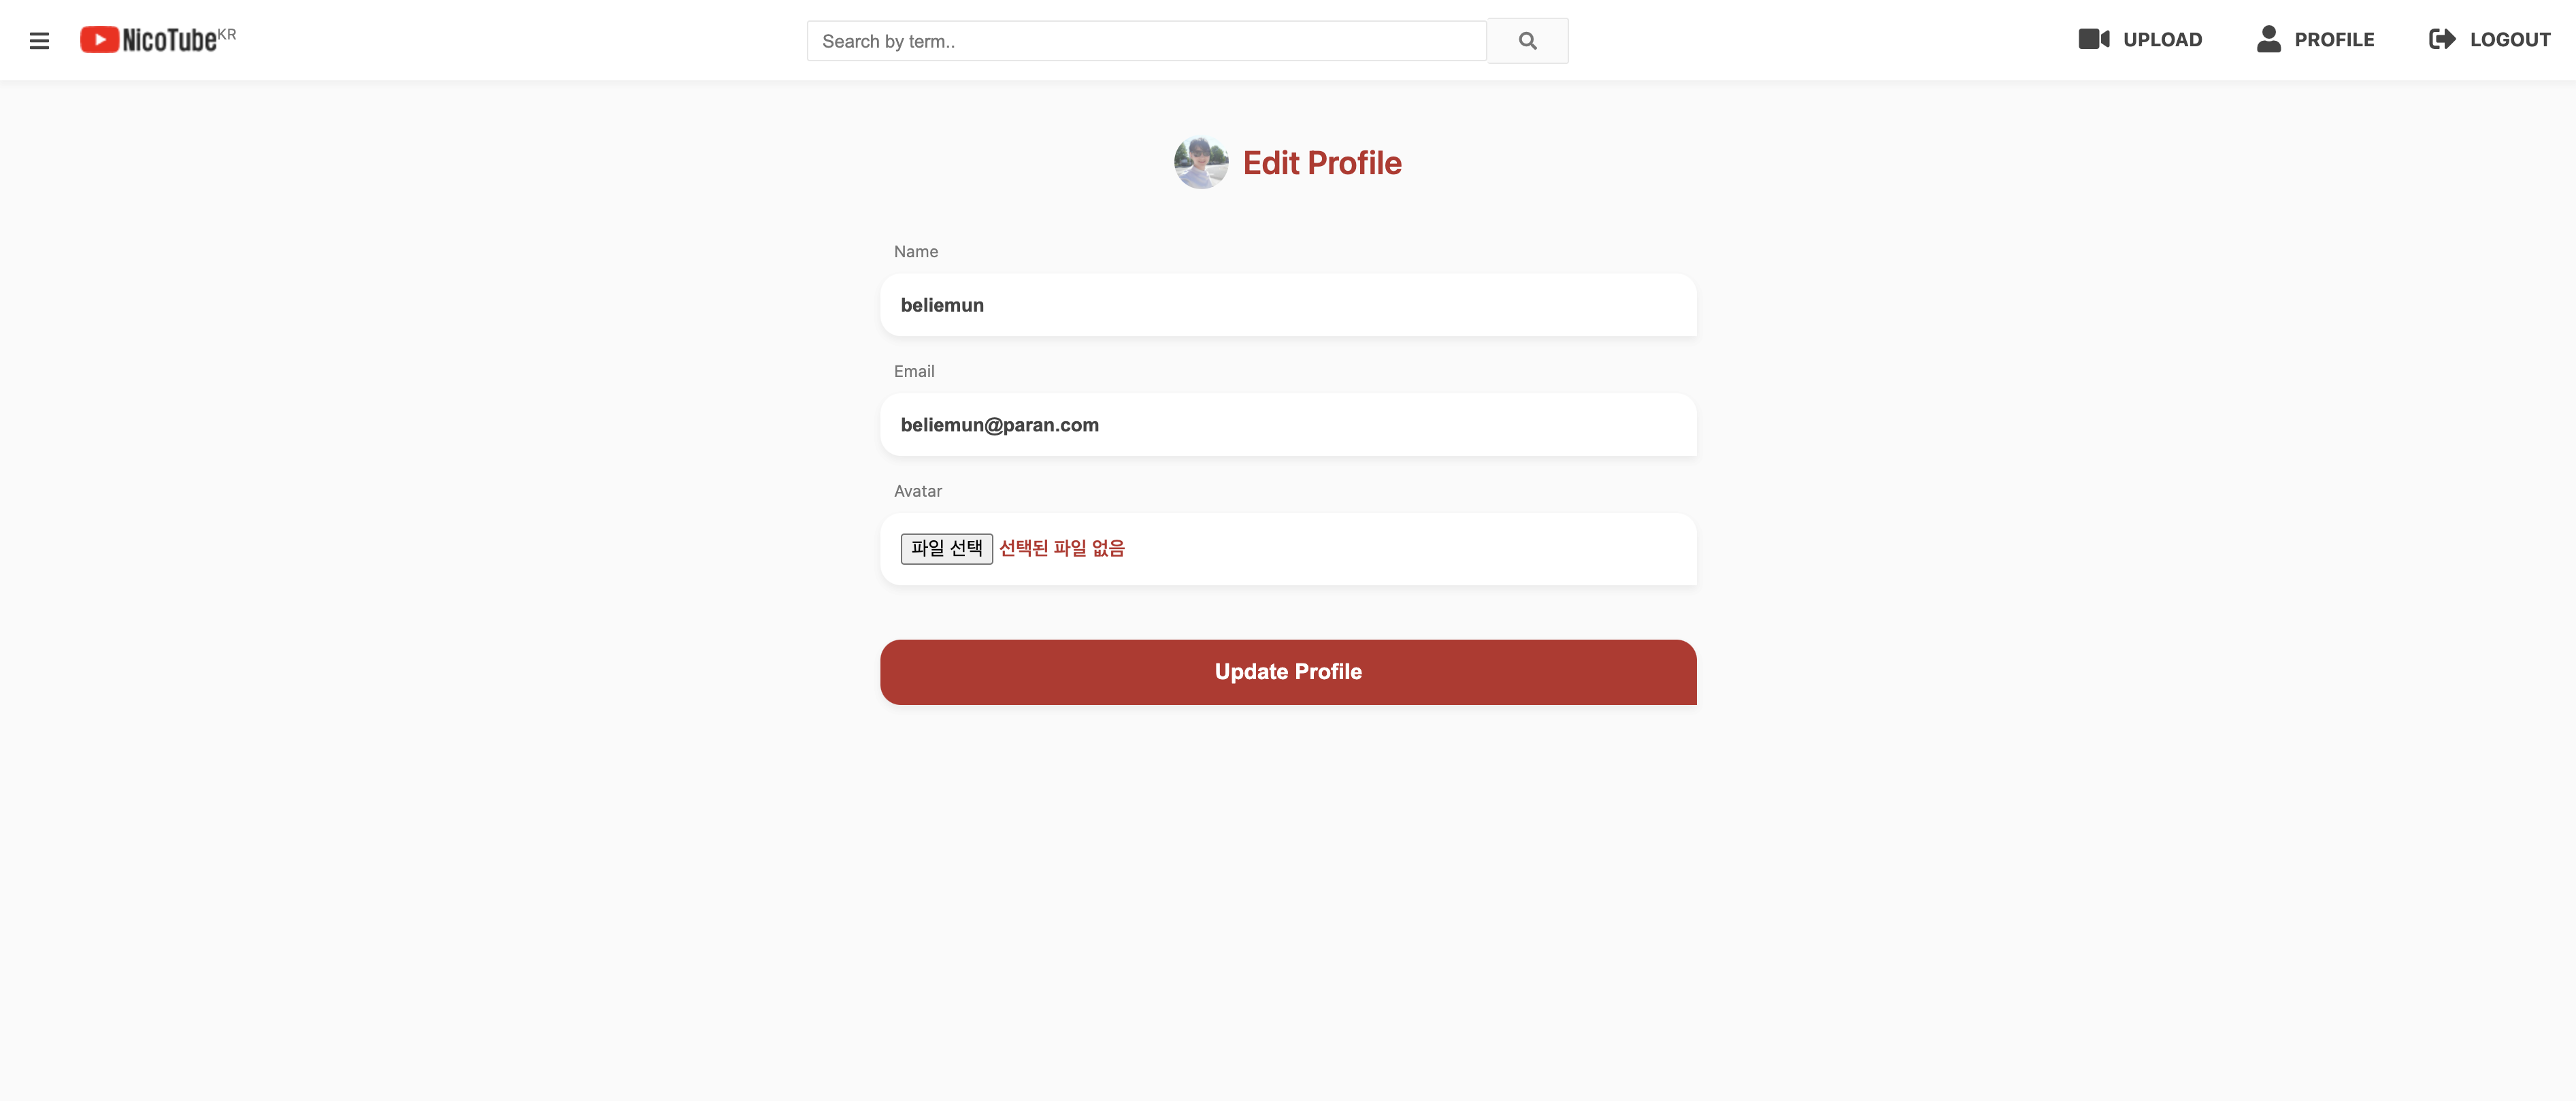 NicoTube KR
Search by term..
UPLOAD
PROFILE
LOGOUT
Edit Profile
Name
beliemun
Email
beliemun@paran.com
Avatar
파일 선택 선택된 파일 없음
Update Profile